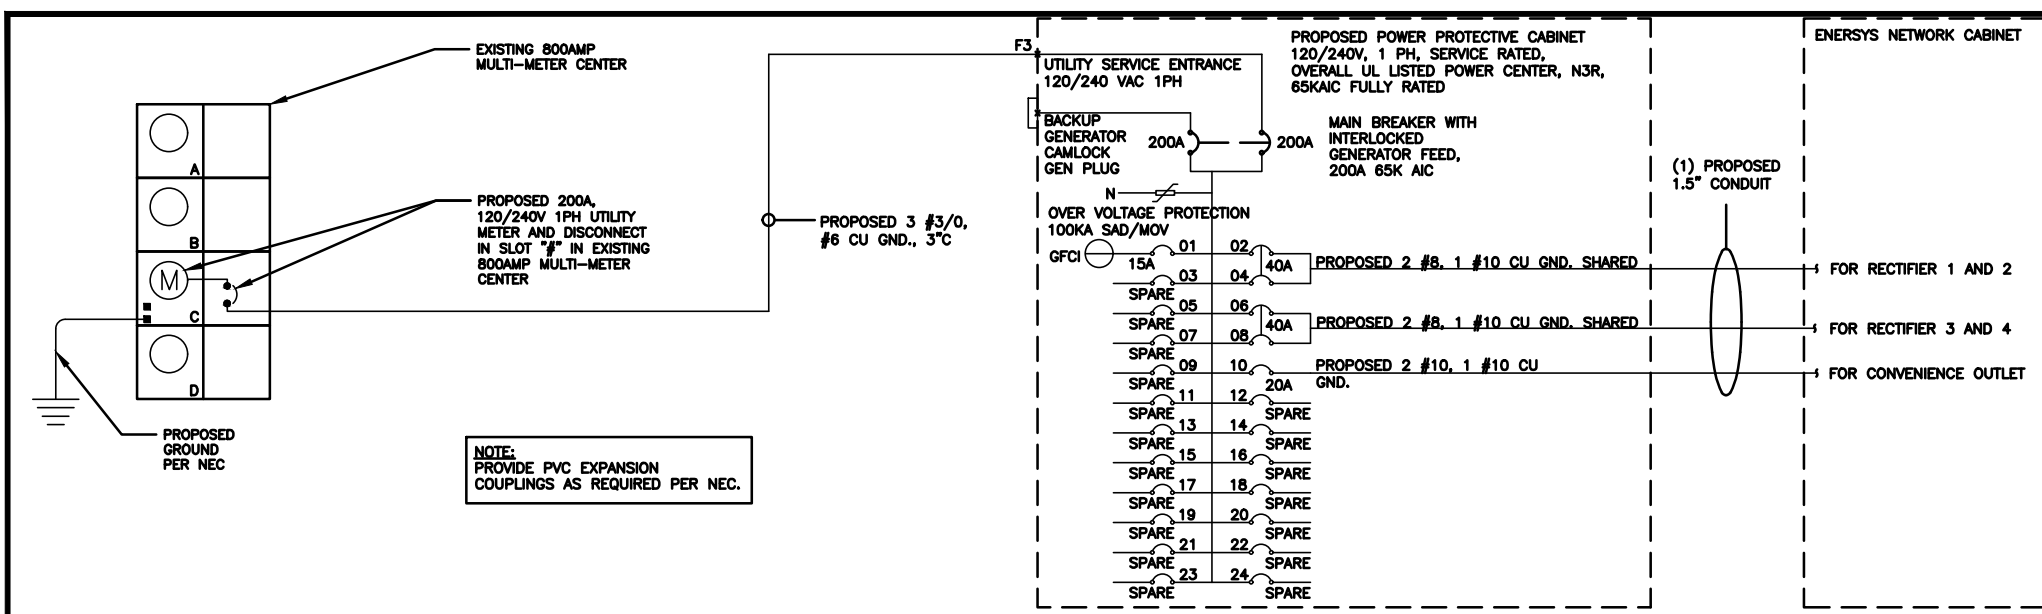 EXISTING 800AMP
MULTI-METER CENTER
A
B
M
C
D
PROPOSED 200A,
120/240V 1PH UTILITY
METER AND DISCONNECT
IN SLOT "#" IN EXISTING
800AMP MULTI-METER
CENTER
PROPOSED
GROUND
PER NEC
NOTE:
PROVIDE PVC EXPANSION
COUPLINGS AS REQUIRED PER NEC.
PROPOSED 3 #3/0,
#6 CU GND., 3"C
F3
UTILITY SERVICE ENTRANCE
120/240 VAC 1PH
PROPOSED POWER PROTECTIVE CABINET
120/240V, 1 PH, SERVICE RATED,
OVERALL UL LISTED POWER CENTER, N3R,
65KAIC FULLY RATED
BACKUP
GENERATOR
CAMLOCK
GEN PLUG
200A
200A
MAIN BREAKER WITH
INTERLOCKED
GENERATOR FEED,
200A 65K AIC
N
OVER VOLTAGE PROTECTION
100KA SAD/MOV
GFCI
01 02
15A 40A
03 04
SPARE
05 06
SPARE 40A
07 08
SPARE
09 10
SPARE 20A
11 12
SPARE SPARE
13 14
SPARE SPARE
15 16
SPARE SPARE
17 18
SPARE SPARE
19 20
SPARE SPARE
21 22
SPARE SPARE
23 24
SPARE SPARE
PROPOSED 2 #8, 1 #10 CU GND. SHARED
PROPOSED 2 #8, 1 #10 CU GND. SHARED
PROPOSED 2 #10, 1 #10 CU
GND.
(1) PROPOSED
1.5" CONDUIT
ENERSYS NETWORK CABINET
FOR RECTIFIER 1 AND 2
FOR RECTIFIER 3 AND 4
FOR CONVENIENCE OUTLET